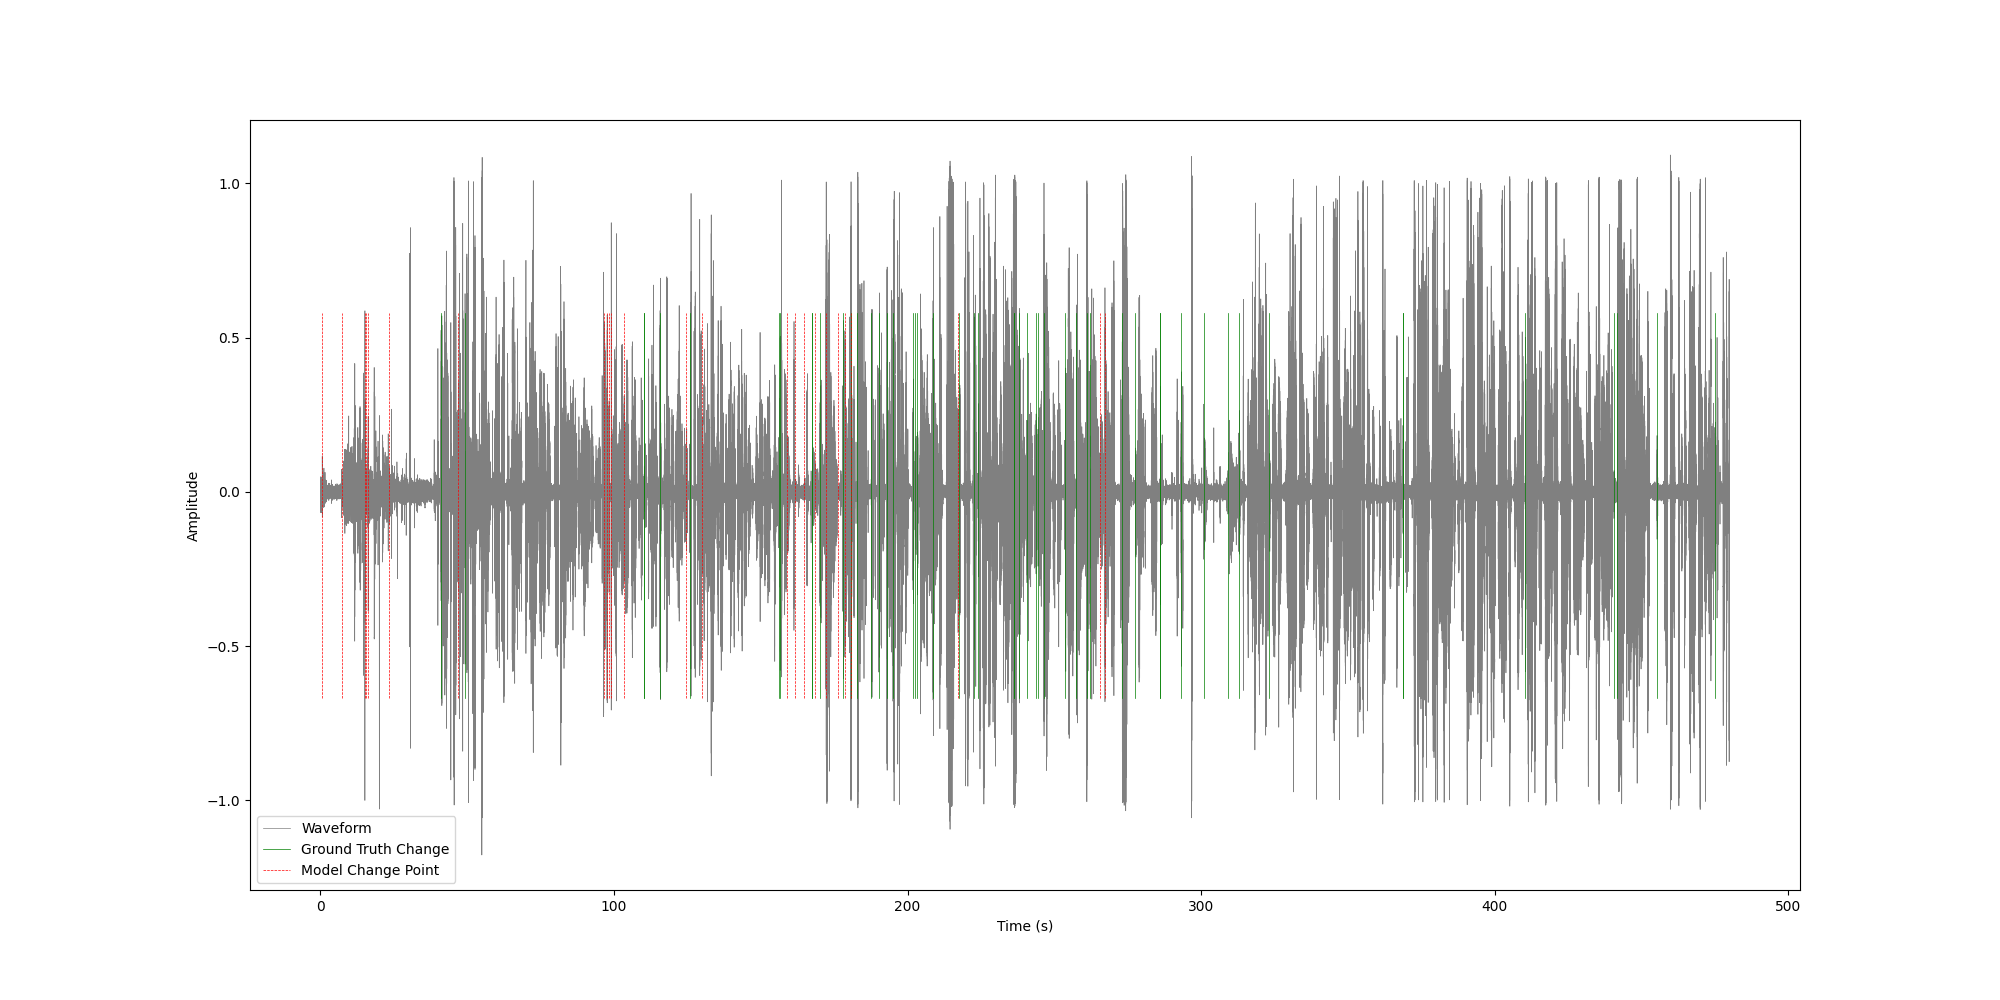 1.0
0.5
0.0
−0.5
−1.0
Amplitude
Waveform
Ground Truth Change
Model Change Point
0 100 200 300 400 500
Time (s)